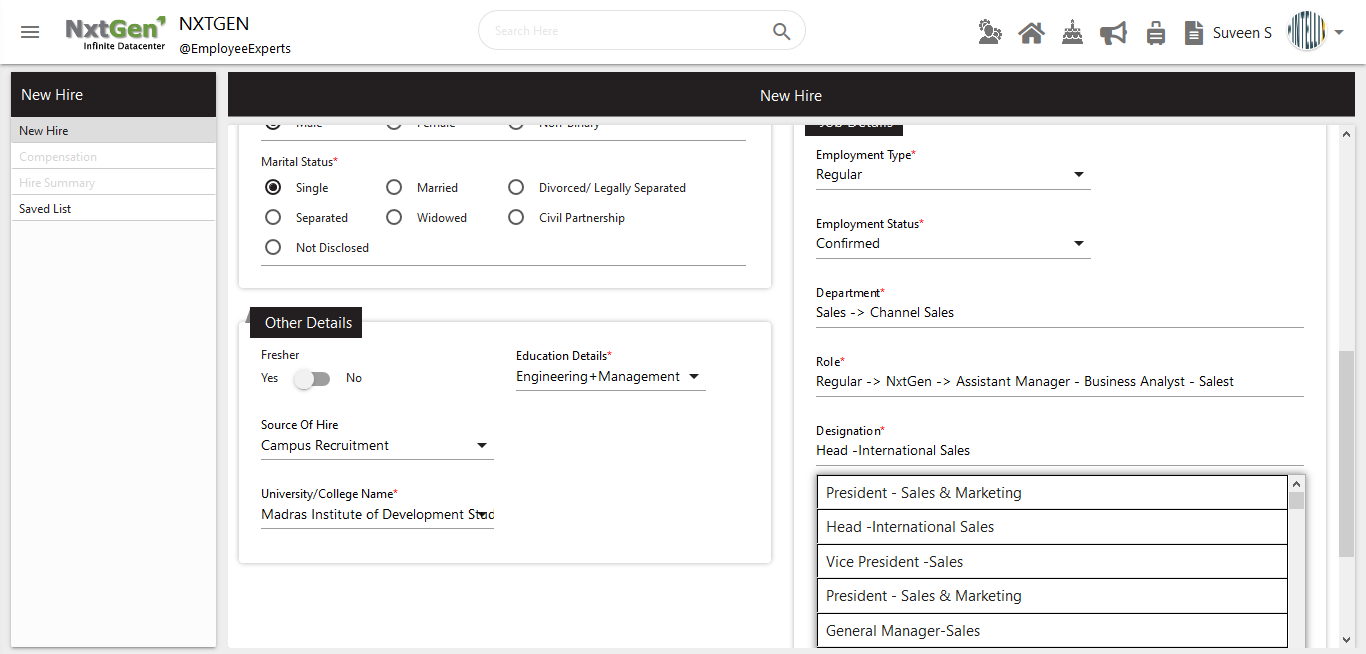 NxtGen
Infinite Datacenter
NXTGEN
@EmployeeExperts
Search Here
Suveen S
New Hire
New Hire
Compensation
Hire Summary
Saved List
New Hire
Male Female Non-Binary
Marital Status*
Single Married Divorced/ Legally Separated
Separated Widowed Civil Partnership
Not Disclosed
Other Details
Fresher
Yes No
Education Details*
Engineering+Management
Source Of Hire
Campus Recruitment
University/College Name*
Madras Institute of Development Stud
Job Details
Employment Type*
Regular
Employment Status*
Confirmed
Department*
Sales -> Channel Sales
Role*
Regular -> NxtGen -> Assistant Manager - Business Analyst - Salest
Designation*
Head -International Sales
President - Sales & Marketing
Head -International Sales
Vice President -Sales
President - Sales & Marketing
General Manager-Sales